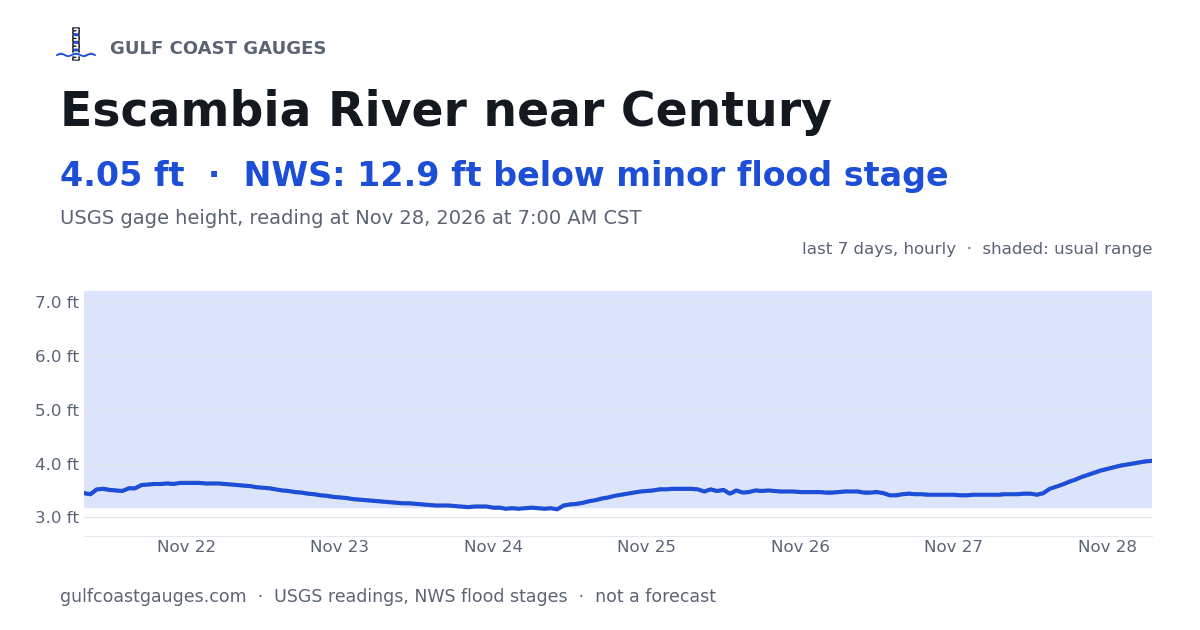 GULF COAST GAUGES
Escambia River near Century
4.05 ft · NWS: 12.9 ft below minor flood stage
USGS gage height, reading at Nov 28, 2026 at 7:00 AM CST
last 7 days, hourly · shaded: usual range
7.0 ft
6.0 ft
5.0 ft
4.0 ft
3.0 ft
Nov 22 Nov 23 Nov 24 Nov 25 Nov 26 Nov 27 Nov 28
gulfcoastgauges.com · USGS readings, NWS flood stages · not a forecast